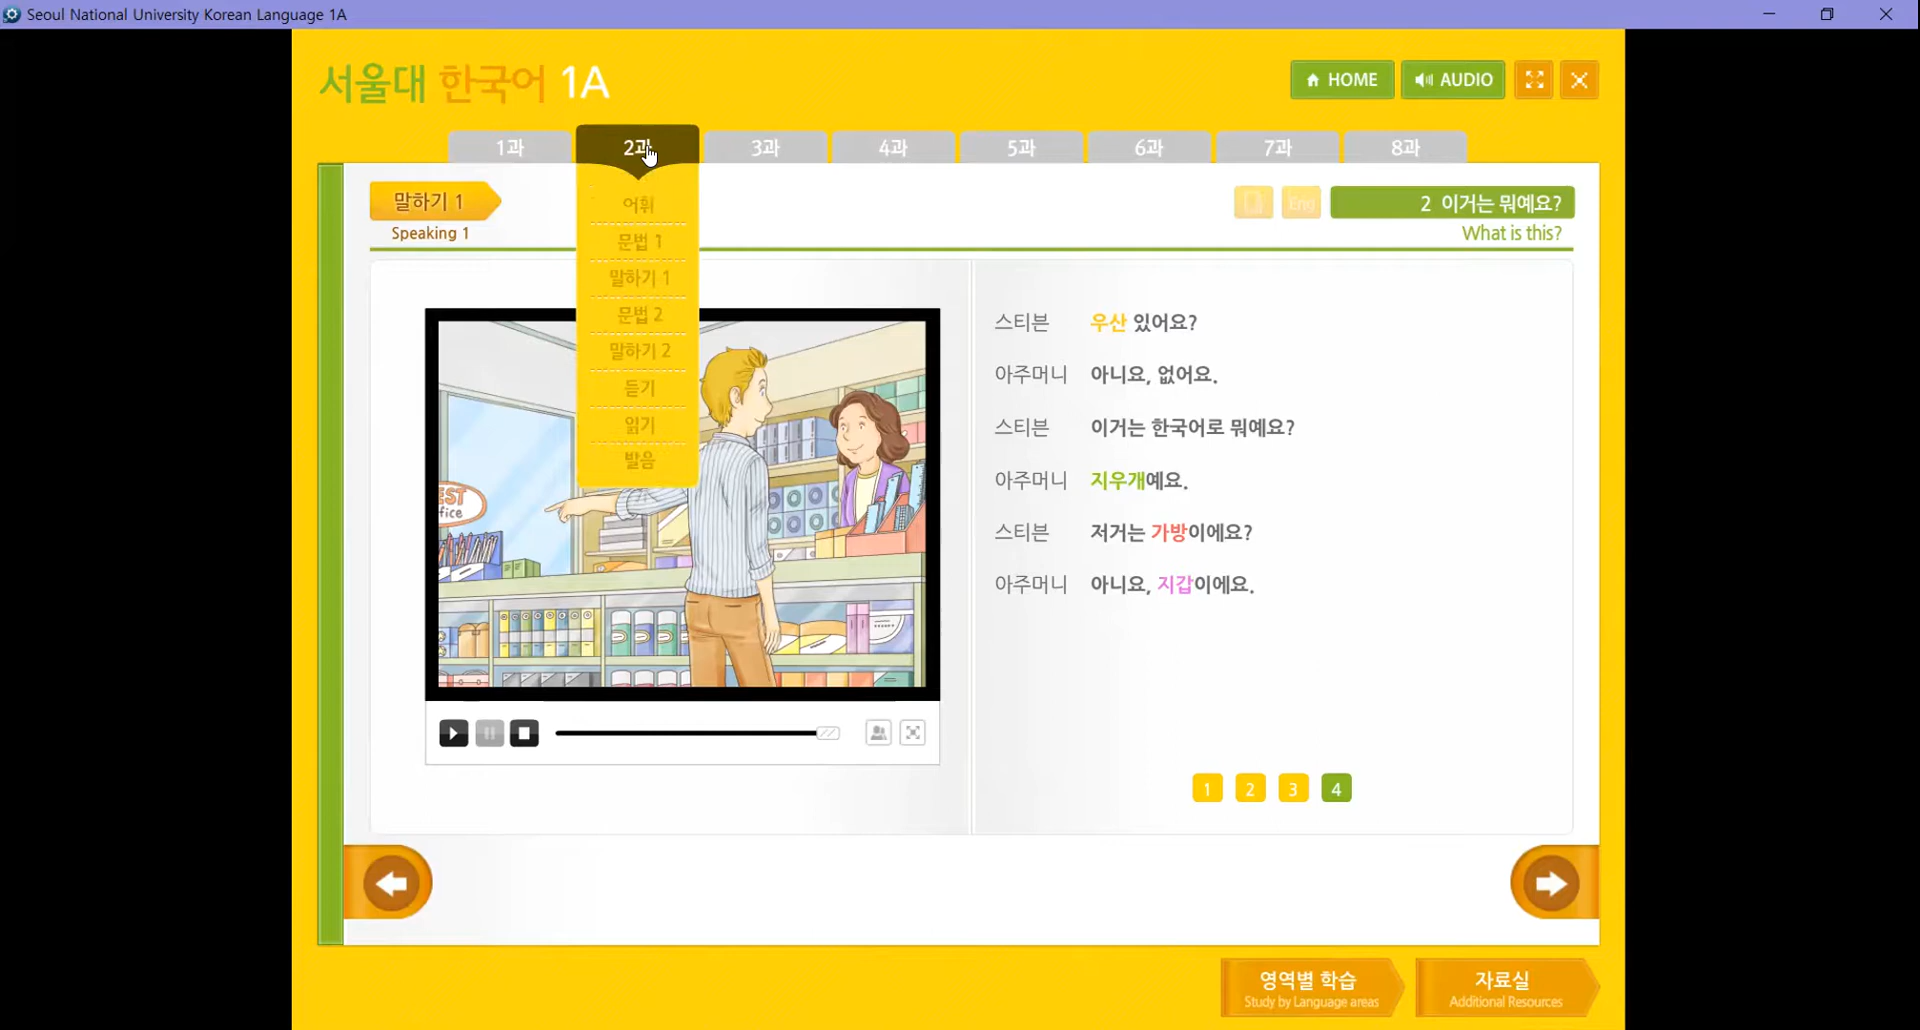 Seoul National University Korean Language 1A
서울대 한국어 1A
HOME
AUDIO
1과
2과
3과
4과
5과
6과
7과
8과
말하기 1
Speaking 1
어휘
문법 1
말하기 1
문법 2
말하기 2
듣기
읽기
발음
Eng
2 이거는 뭐예요?
What is this?
EST
fice
스티븐 우산 있어요?
아주머니 아니요, 없어요.
스티븐 이거는 한국어로 뭐예요?
아주머니 지우개예요.
스티븐 저거는 가방이에요?
아주머니 아니요, 지갑이에요.
1 2 3 4
영역별 학습
Study by Language areas
자료실
Additional Resources